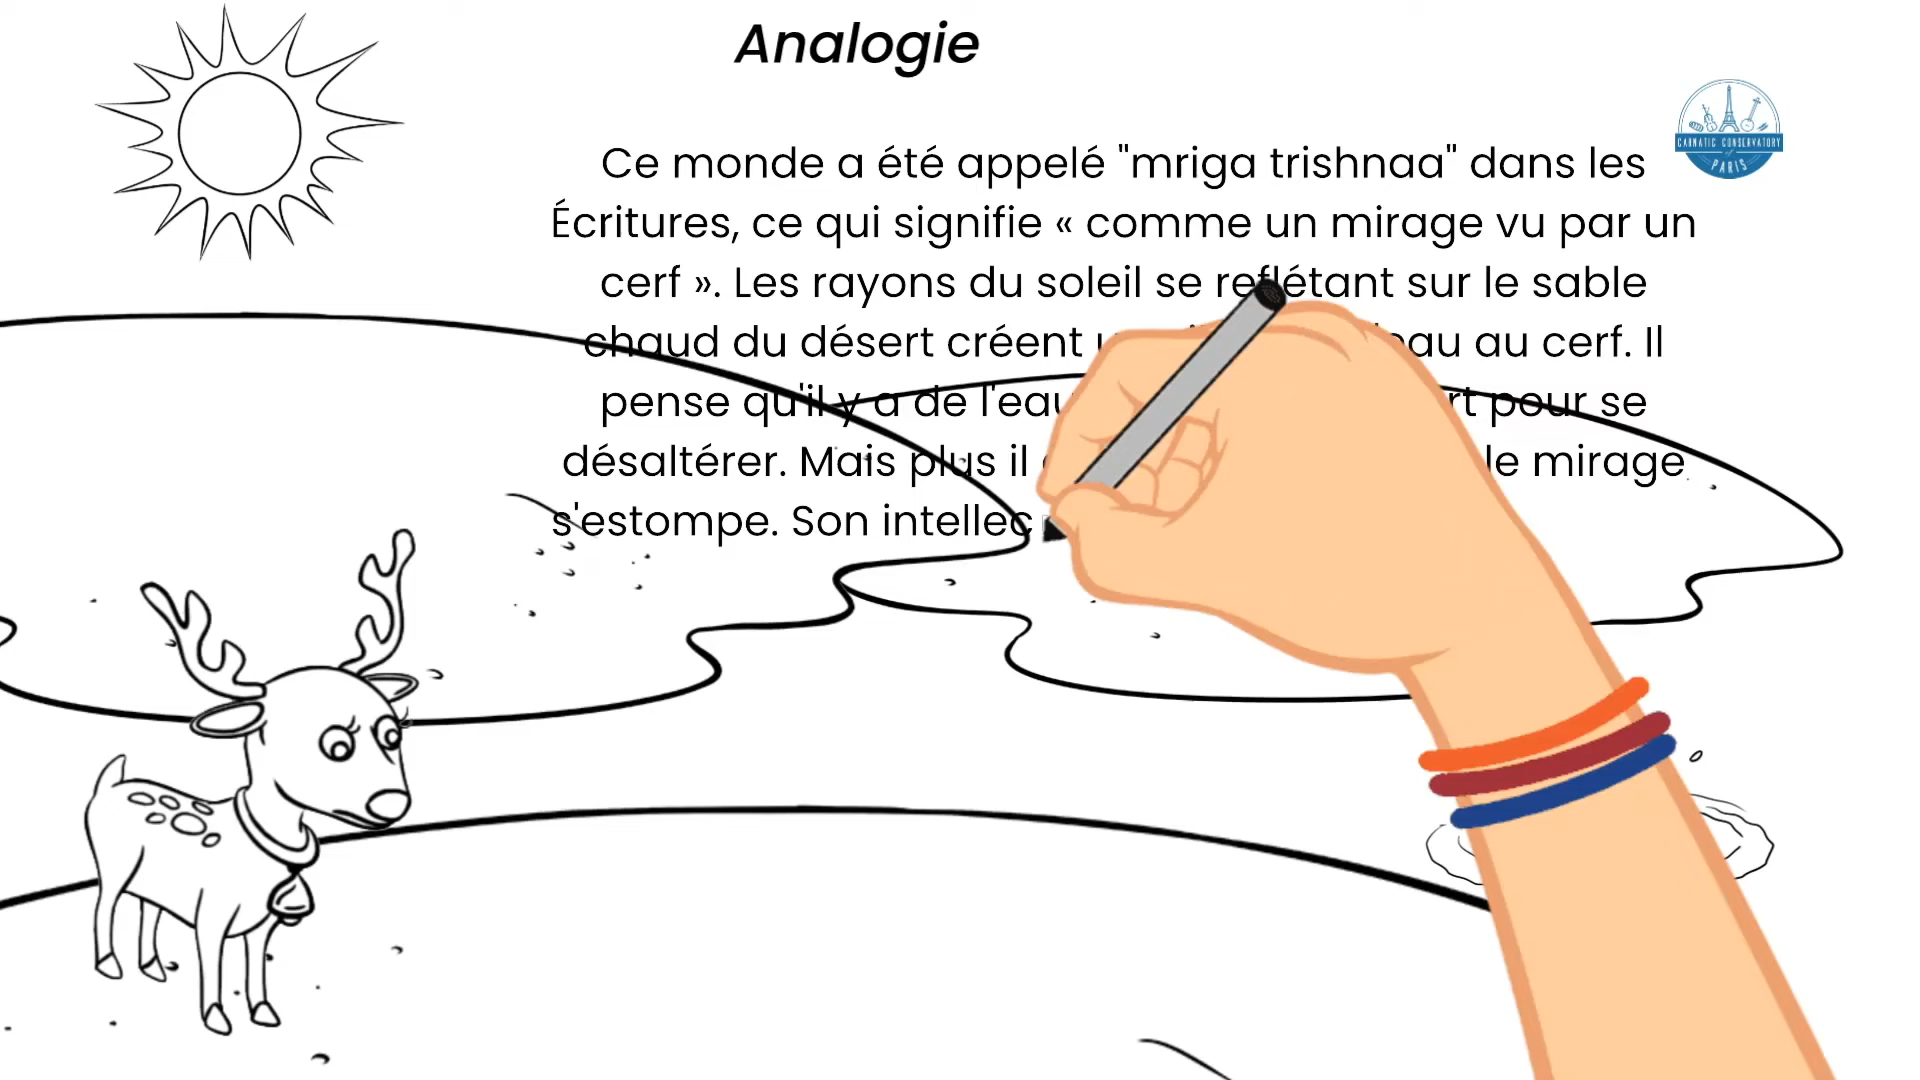 Analogie
CARNATIC CONSERVATORY
of
PARIS
Ce monde a été appelé "mriga trishnaa" dans les
Écritures, ce qui signifie « comme un mirage vu par un
cerf ». Les rayons du soleil se reflétant sur le sable
chaud du désert créent au cerf. Il
pense qu'il y a de l'eau pour se
désaltérer. Mais plus il le mirage
s'estompe. Son intellec